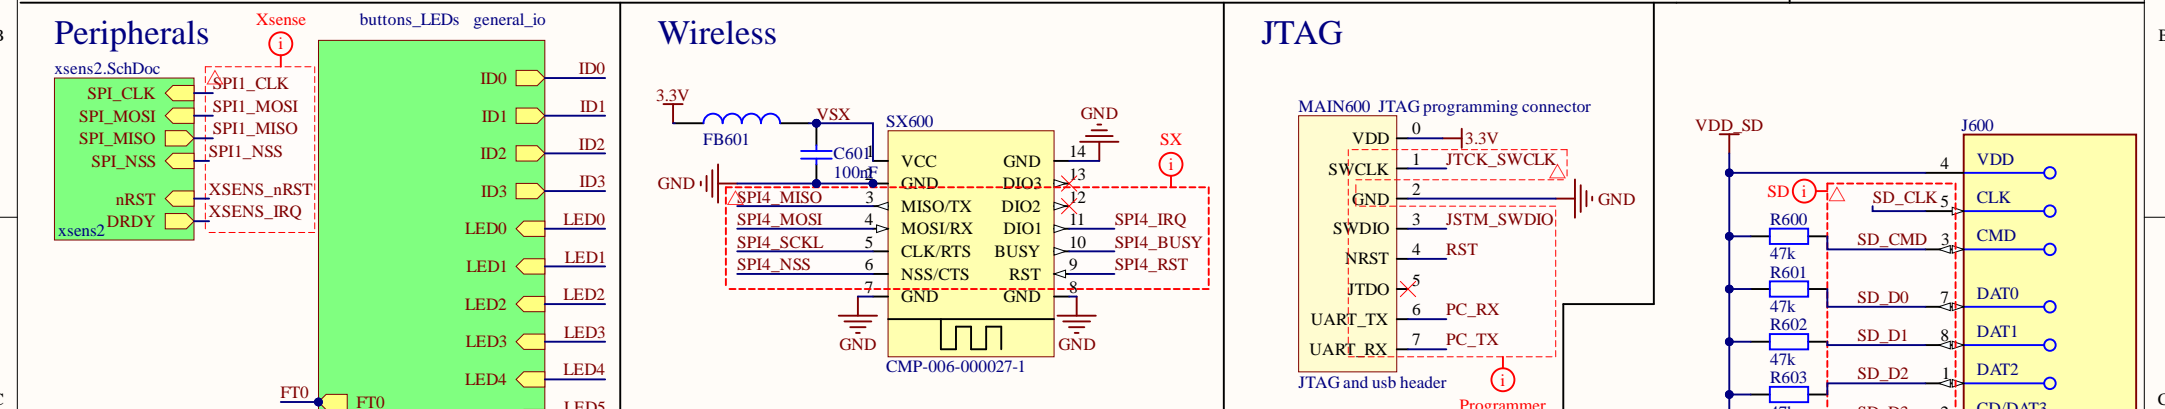 B
Peripherals
Xsense
i
buttons_LEDs general_io
xsens2.SchDoc
SPI_CLK SPI1_CLK
SPI_MOSI SPI1_MOSI
SPI_MISO SPI1_MISO
SPI_NSS SPI1_NSS
nRST XSENS_nRST
DRDY XSENS_IRQ
xsens2
ID0 ID0
ID1 ID1
ID2 ID2
ID3 ID3
LED0 LED0
LED1 LED1
LED2 LED2
LED3 LED3
LED4 LED4
LED5
FT0 FT0
Wireless
3.3V
FB601
VSX
C601
100nF
GND
SX600
1 VCC
2 GND
SPI4_MISO 3 MISO/TX
SPI4_MOSI 4 MOSI/RX
SPI4_SCKL 5 CLK/RTS
SPI4_NSS 6 NSS/CTS
7 GND
GND
GND 14
GND
DIO3 13
DIO2 12
DIO1 11 SPI4_IRQ
BUSY 10 SPI4_BUSY
RST 9 SPI4_RST
GND 8
GND
SX
i
CMP-006-000027-1
JTAG
MAIN600 JTAG programming connector
VDD 0 3.3V
SWCLK 1 JTCK_SWCLK
GND 2 GND
SWDIO 3 JSTM_SWDIO
NRST 4 RST
JTDO 5
UART_TX 6 PC_RX
UART_RX 7 PC_TX
JTAG and usb header
i
Programmer
VDD_SD
J600
4 VDD
SD i
SD_CLK 5 CLK
R600
47k
SD_CMD 3 CMD
R601
47k
SD_D0 7 DAT0
R602
47k
SD_D1 8 DAT1
R603
47k
SD_D2 1 DAT2
SD_D3 2 CD/DAT3
C